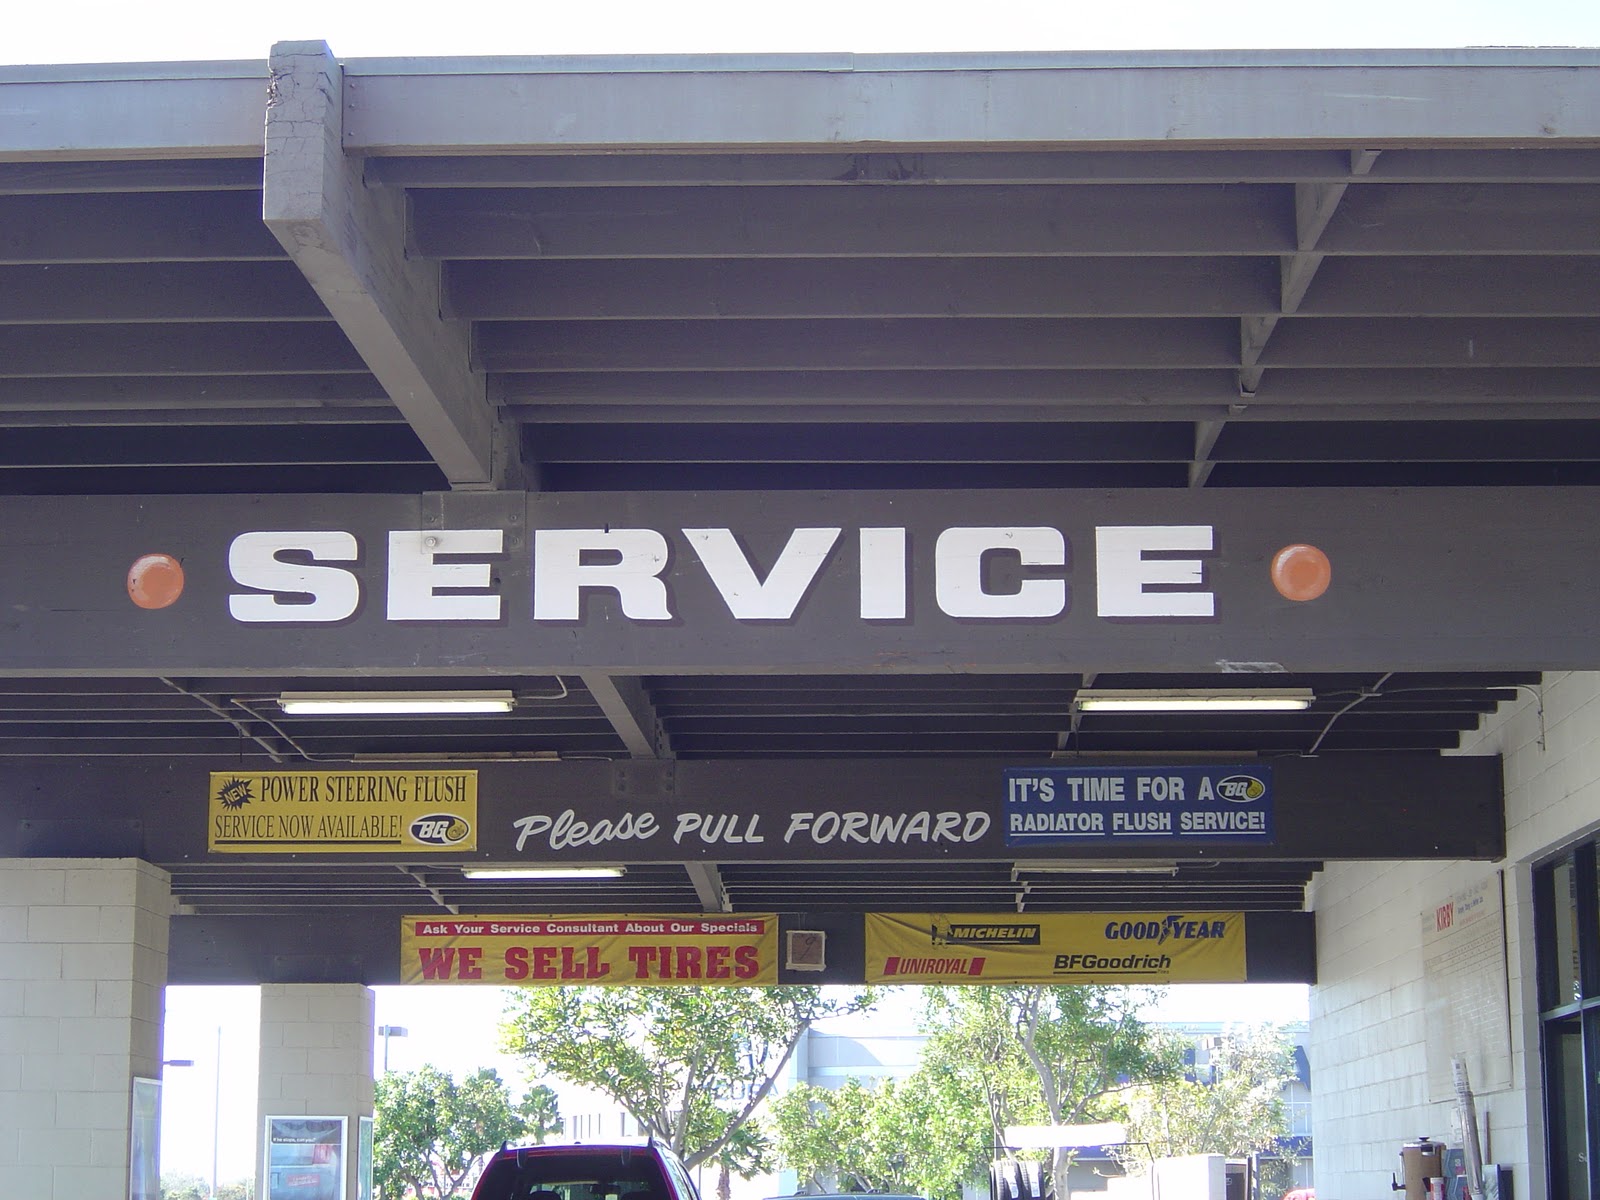 SERVICE
NEW POWER STEERING FLUSH
SERVICE NOW AVAILABLE! BG
Please PULL FORWARD
IT'S TIME FOR A BG
RADIATOR FLUSH SERVICE!
Ask Your Service Consultant About Our Specials
WE SELL TIRES
9
MICHELIN GOODYEAR
UNIROYAL BFGoodrich
KIRBY